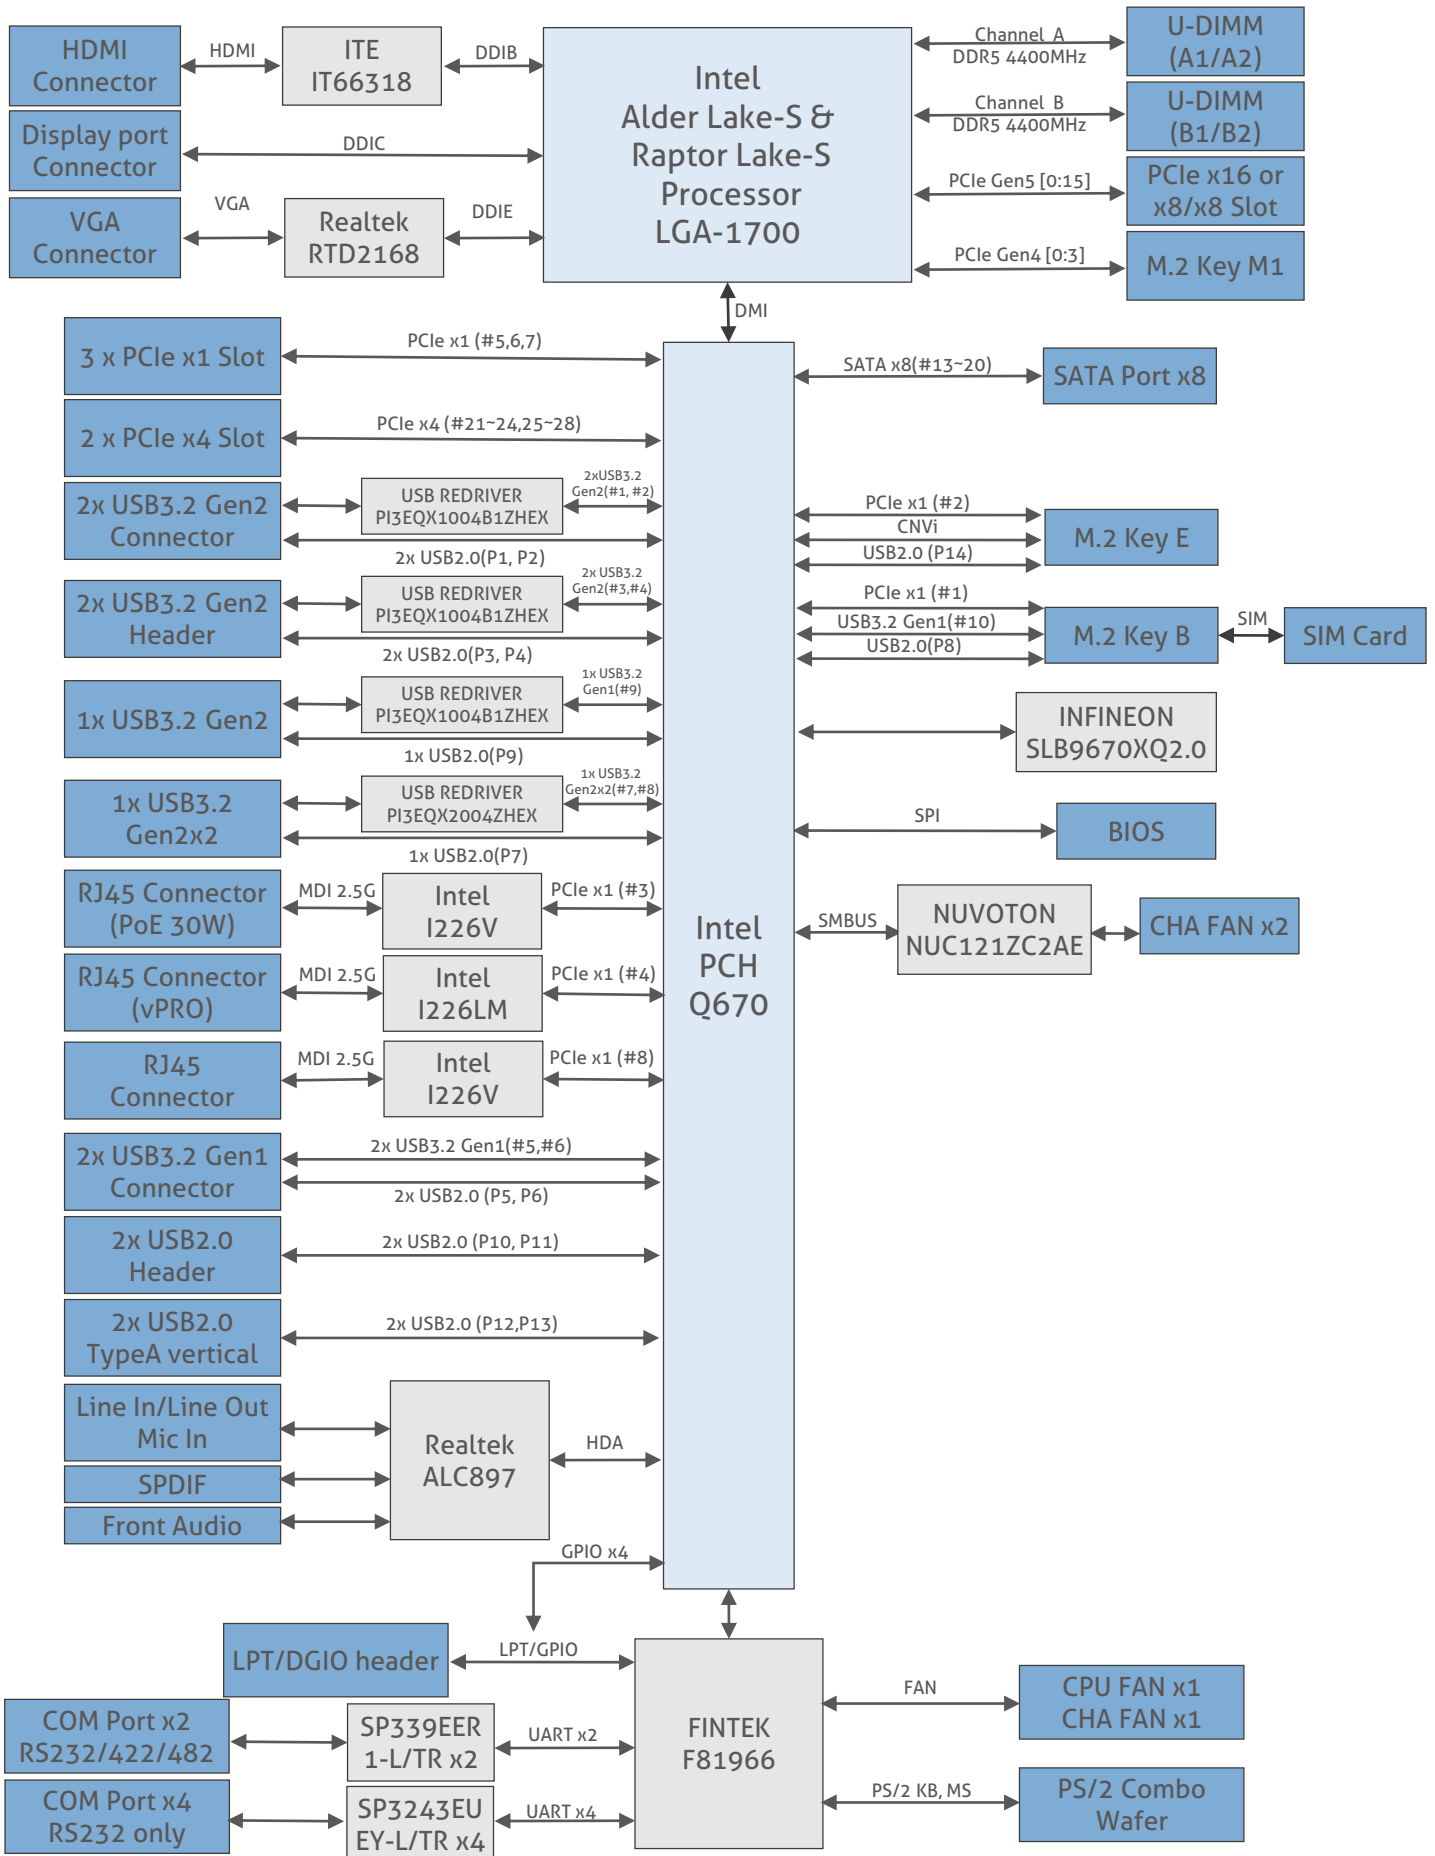 HDMI
Connector
HDMI
ITE
IT66318
DDIB
Display port
Connector
DDIC
VGA
Connector
VGA
Realtek
RTD2168
DDIE
Intel
Alder Lake-S &
Raptor Lake-S
Processor
LGA-1700
Channel A
DDR5 4400MHz
U-DIMM
(A1/A2)
Channel B
DDR5 4400MHz
U-DIMM
(B1/B2)
PCIe Gen5 [0:15]
PCIe x16 or
x8/x8 Slot
PCIe Gen4 [0:3]
M.2 Key M1
DMI
3 x PCIe x1 Slot
PCIe x1 (#5,6,7)
2 x PCIe x4 Slot
PCIe x4 (#21~24,25~28)
2x USB3.2 Gen2
Connector
USB REDRIVER
PI3EQX1004B1ZHEX
2xUSB3.2
Gen2(#1, #2)
2x USB2.0(P1, P2)
2x USB3.2 Gen2
Header
USB REDRIVER
PI3EQX1004B1ZHEX
2x USB3.2
Gen2(#3,#4)
2x USB2.0(P3, P4)
1x USB3.2 Gen2
USB REDRIVER
PI3EQX1004B1ZHEX
1x USB3.2
Gen1(#9)
1x USB2.0(P9)
1x USB3.2
Gen2x2
USB REDRIVER
PI3EQX2004ZHEX
1x USB3.2
Gen2x2(#7,#8)
1x USB2.0(P7)
RJ45 Connector
(PoE 30W)
MDI 2.5G
Intel
I226V
PCIe x1 (#3)
RJ45 Connector
(vPRO)
MDI 2.5G
Intel
I226LM
PCIe x1 (#4)
RJ45
Connector
MDI 2.5G
Intel
I226V
PCIe x1 (#8)
2x USB3.2 Gen1
Connector
2x USB3.2 Gen1(#5,#6)
2x USB2.0 (P5, P6)
2x USB2.0
Header
2x USB2.0 (P10, P11)
2x USB2.0
TypeA vertical
2x USB2.0 (P12,P13)
Line In/Line Out
Mic In
SPDIF
Front Audio
Realtek
ALC897
HDA
Intel
PCH
Q670
SATA x8(#13~20)
SATA Port x8
PCIe x1 (#2)
CNVi
USB2.0 (P14)
M.2 Key E
PCIe x1 (#1)
USB3.2 Gen1(#10)
USB2.0(P8)
M.2 Key B
SIM
SIM Card
INFINEON
SLB9670XQ2.0
SPI
BIOS
SMBUS
NUVOTON
NUC121ZC2AE
CHA FAN x2
GPIO x4
LPT/DGIO header
LPT/GPIO
COM Port x2
RS232/422/482
SP339EER
1-L/TR x2
UART x2
COM Port x4
RS232 only
SP3243EU
EY-L/TR x4
UART x4
FINTEK
F81966
FAN
CPU FAN x1
CHA FAN x1
PS/2 KB, MS
PS/2 Combo
Wafer